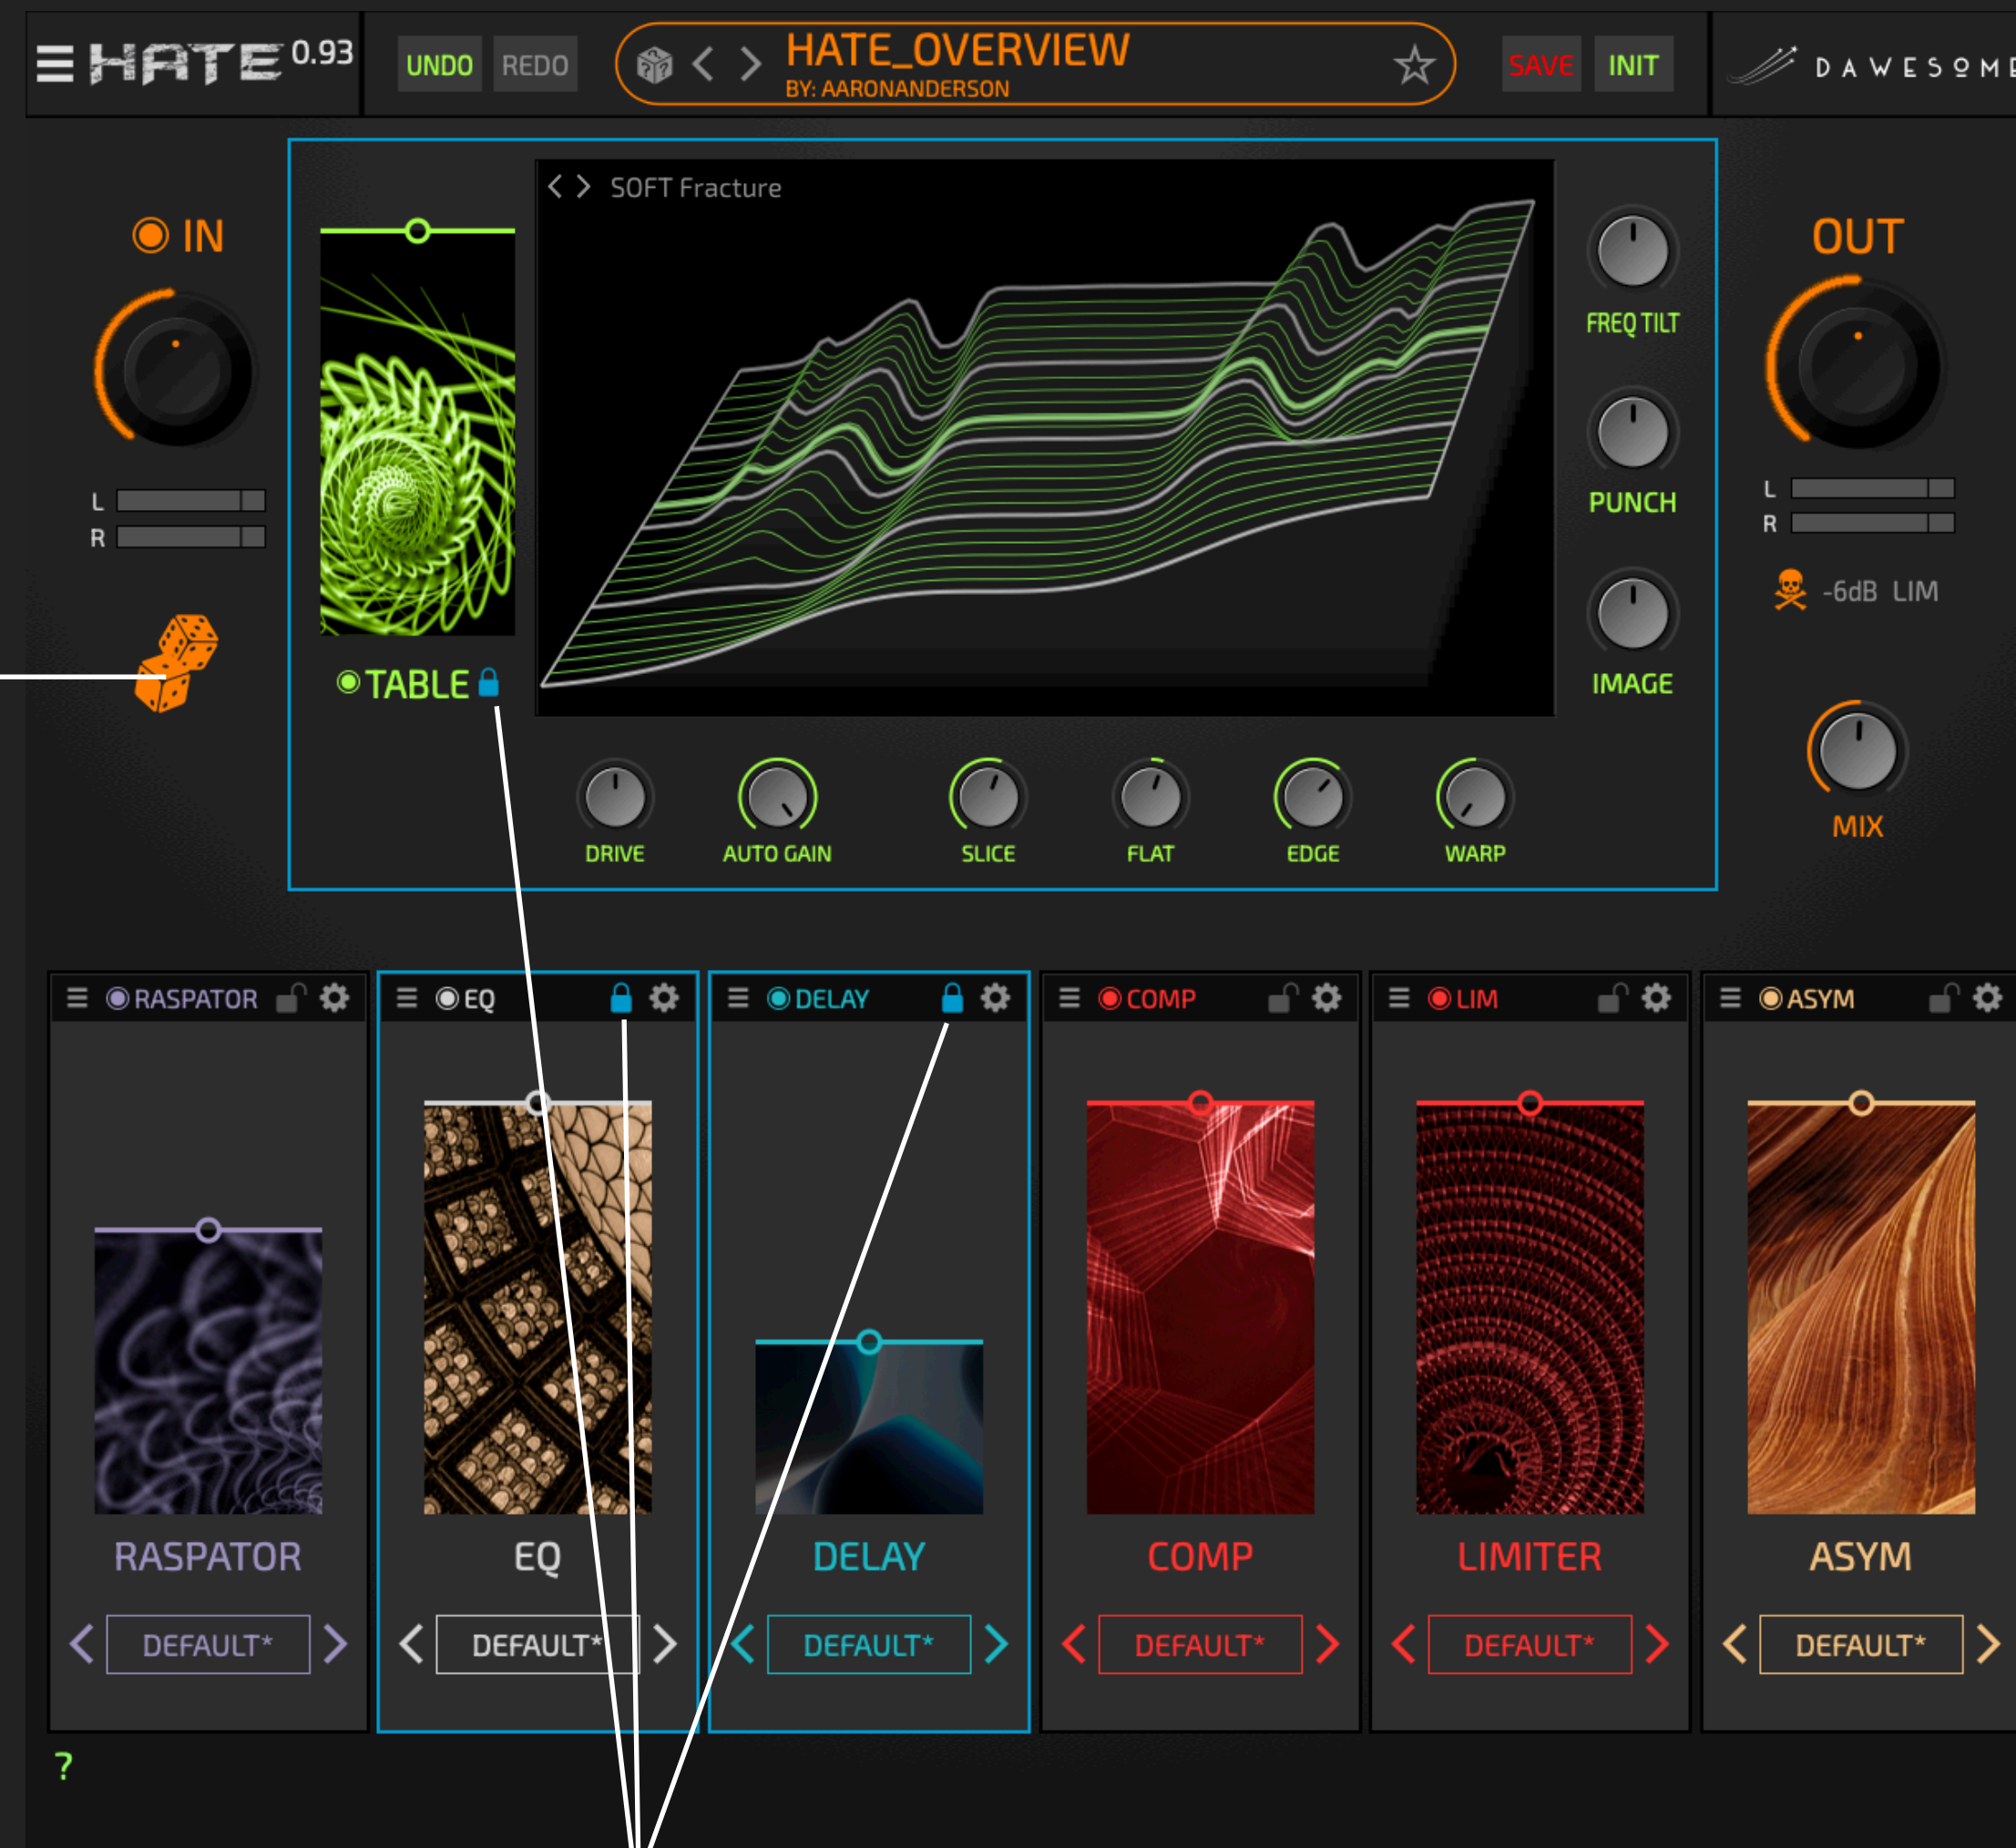 HATE 0.93
UNDO REDO
HATE_OVERVIEW
BY: AARONANDERSON
SAVE INIT
DAWESOME
SOFT Fracture
IN
L
R
TABLE
FREQ TILT
PUNCH
IMAGE
OUT
L
R
-6dB LIM
MIX
DRIVE AUTO GAIN SLICE FLAT EDGE WARP
RASPATOR EQ DELAY COMP LIM ASYM
RASPATOR EQ DELAY COMP LIMITER ASYM
DEFAULT* DEFAULT* DEFAULT* DEFAULT* DEFAULT* DEFAULT*
?